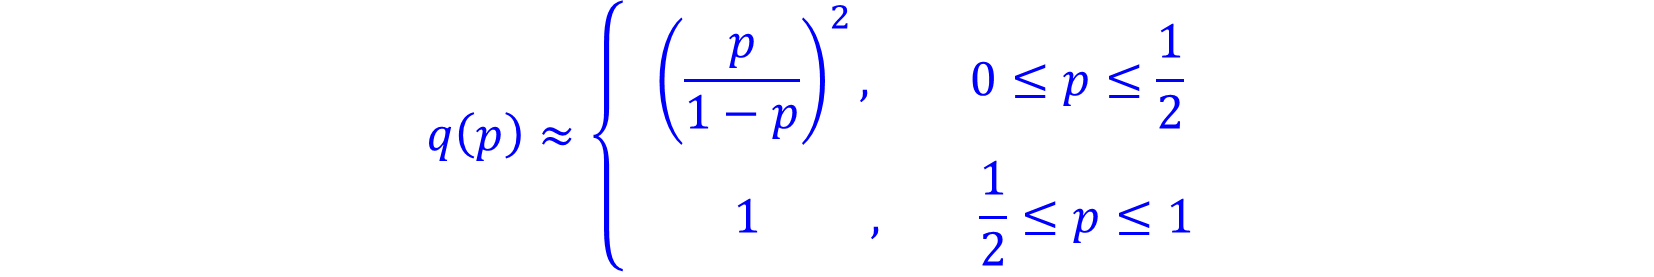 q(p) ≈ { (p / (1 − p))², 0 ≤ p ≤ 1/2
1 , 1/2 ≤ p ≤ 1